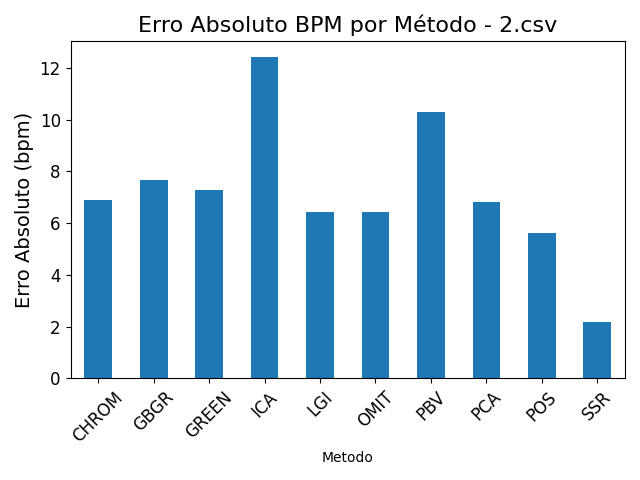 Erro Absoluto BPM por Método - 2.csv
Erro Absoluto (bpm)
12
10
8
6
4
2
0
CHROM
GBGR
GREEN
ICA
LGI
OMIT
PBV
PCA
POS
SSR
Metodo